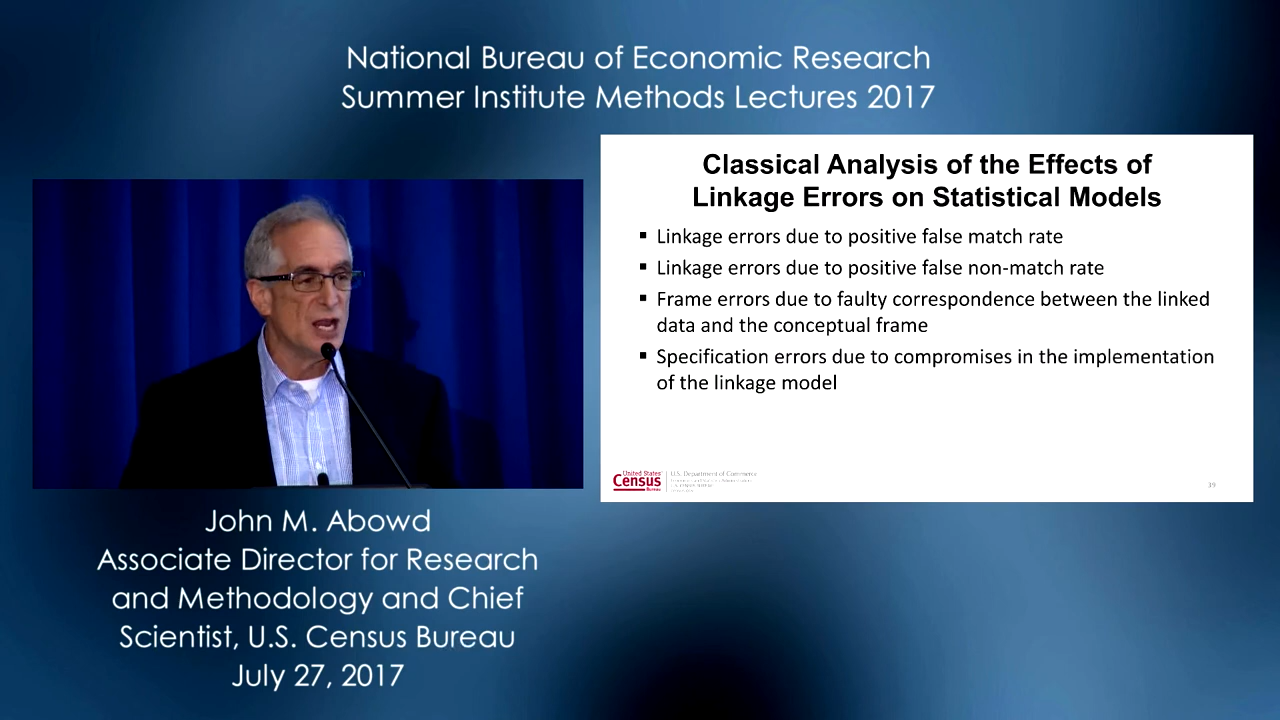 National Bureau of Economic Research
Summer Institute Methods Lectures 2017
Classical Analysis of the Effects of
Linkage Errors on Statistical Models
▪ Linkage errors due to positive false match rate
▪ Linkage errors due to positive false non-match rate
▪ Frame errors due to faulty correspondence between the linked
data and the conceptual frame
▪ Specification errors due to compromises in the implementation
of the linkage model
United States
Census
Bureau
U.S. Department of Commerce
39
John M. Abowd
Associate Director for Research
and Methodology and Chief
Scientist, U.S. Census Bureau
July 27, 2017